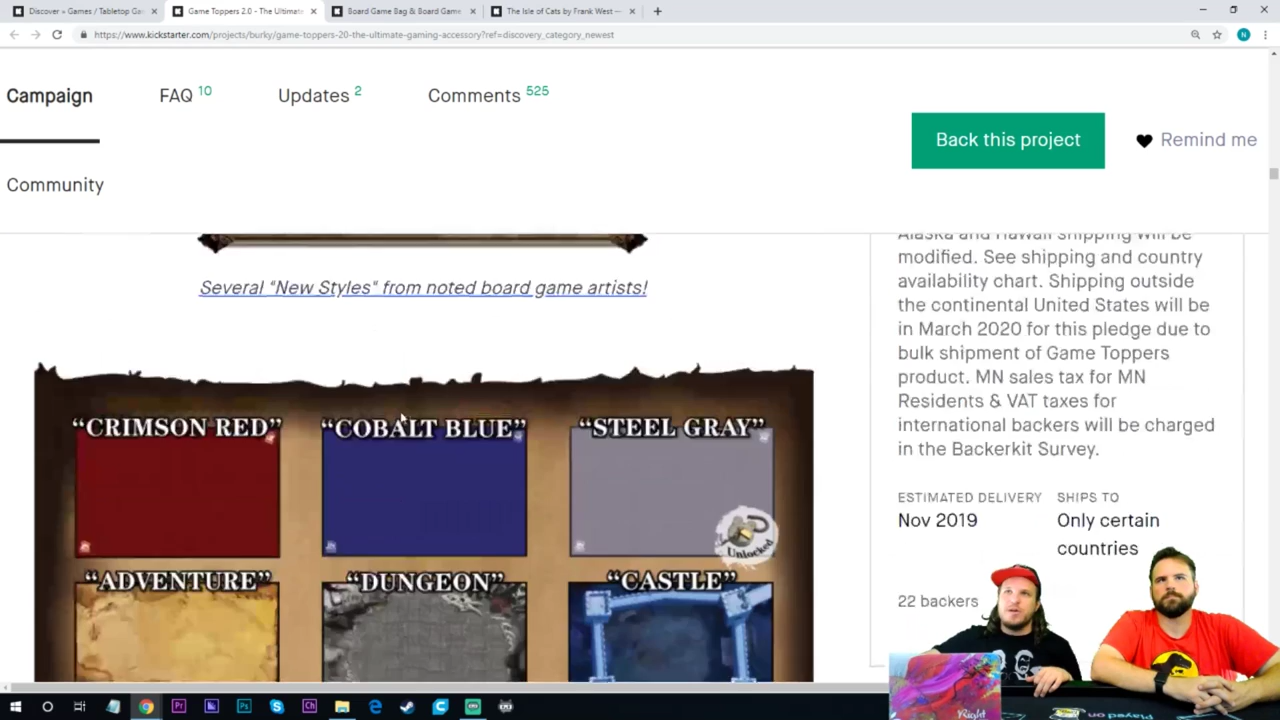 Discover » Games / Tabletop Ga
Game Toppers 2.0 - The Ultimate
Board Game Bag & Board Game
The Isle of Cats by Frank West —
https://www.kickstarter.com/projects/burky/game-toppers-20-the-ultimate-gaming-accessory?ref=discovery_category_newest
N
Campaign
FAQ 10
Updates 2
Comments 525
Back this project
Remind me
Community
Several "New Styles" from noted board game artists!
"CRIMSON RED"
"COBALT BLUE"
"STEEL GRAY"
Unlocked
"ADVENTURE"
"DUNGEON"
"CASTLE"
Alaska and Hawaii shipping will be
modified. See shipping and country
availability chart. Shipping outside
the continental United States will be
in March 2020 for this pledge due to
bulk shipment of Game Toppers
product. MN sales tax for MN
Residents & VAT taxes for
international backers will be charged
in the Backerkit Survey.
ESTIMATED DELIVERY
Nov 2019
SHIPS TO
Only certain
countries
22 backers
Right